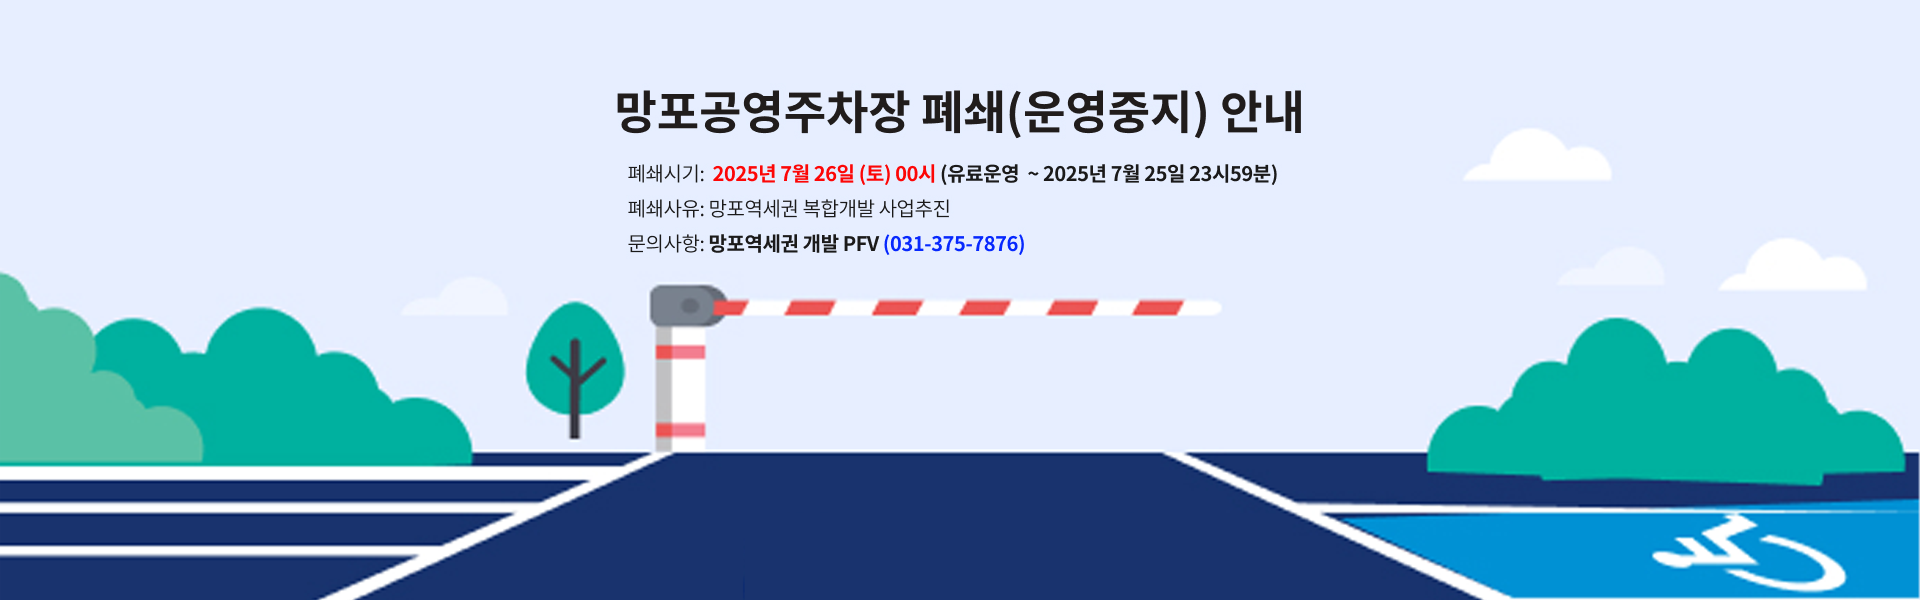 망포공영주차장 폐쇄(운영중지) 안내
폐쇄시기: 2025년 7월 26일 (토) 00시 (유료운영 ~ 2025년 7월 25일 23시59분)
폐쇄사유: 망포역세권 복합개발 사업추진
문의사항: 망포역세권 개발 PFV (031-375-7876)